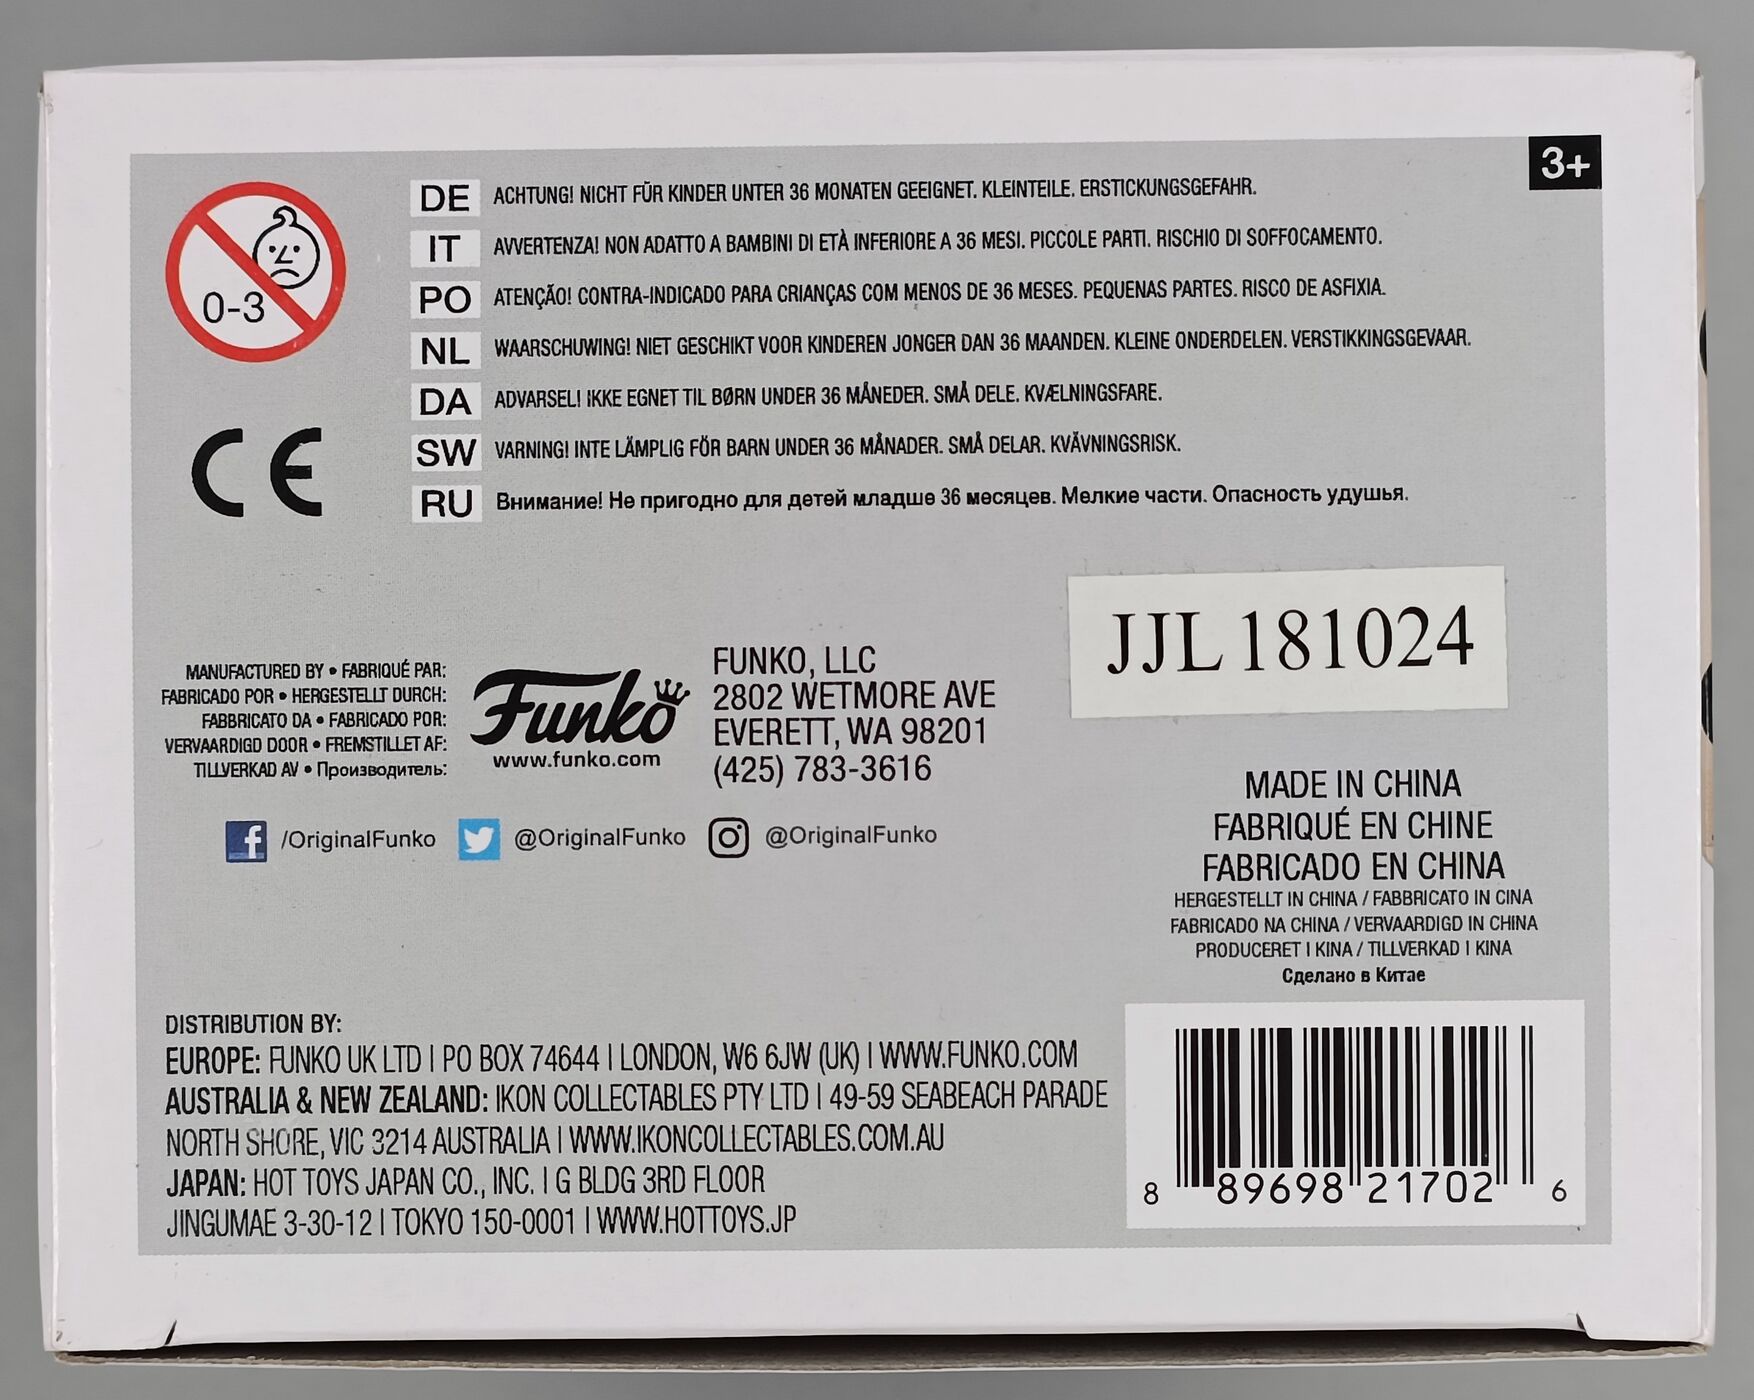 3+
0-3
CE
DE ACHTUNG! NICHT FÜR KINDER UNTER 36 MONATEN GEEIGNET. KLEINTEILE. ERSTICKUNGSGEFAHR.
IT AVVERTENZA! NON ADATTO A BAMBINI DI ETÀ INFERIORE A 36 MESI. PICCOLE PARTI. RISCHIO DI SOFFOCAMENTO.
PO ATENÇÃO! CONTRA-INDICADO PARA CRIANÇAS COM MENOS DE 36 MESES. PEQUENAS PARTES. RISCO DE ASFIXIA.
NL WAARSCHUWING! NIET GESCHIKT VOOR KINDEREN JONGER DAN 36 MAANDEN. KLEINE ONDERDELEN. VERSTIKKINGSGEVAAR.
DA ADVARSEL! IKKE EGNET TIL BØRN UNDER 36 MÅNEDER. SMÅ DELE. KVÆLNINGSFARE.
SW VARNING! INTE LÄMPLIG FÖR BARN UNDER 36 MÅNADER. SMÅ DELAR. KVÄVNINGSRISK.
RU Внимание! Не пригодно для детей младше 36 месяцев. Мелкие части. Опасность удушья.
JJL 181024
MANUFACTURED BY • FABRIQUÉ PAR:
FABRICADO POR • HERGESTELLT DURCH:
FABBRICATO DA • FABRICADO POR:
VERVAARDIGD DOOR • FREMSTILLET AF:
TILLVERKAD AV • Производитель:
Funko
www.funko.com
FUNKO, LLC
2802 WETMORE AVE
EVERETT, WA 98201
(425) 783-3616
/OriginalFunko @OriginalFunko @OriginalFunko
MADE IN CHINA
FABRIQUÉ EN CHINE
FABRICADO EN CHINA
HERGESTELLT IN CHINA / FABBRICATO IN CINA
FABRICADO NA CHINA / VERVAARDIGD IN CHINA
PRODUCERET I KINA / TILLVERKAD I KINA
Сделано в Китае
DISTRIBUTION BY:
EUROPE: FUNKO UK LTD | PO BOX 74644 | LONDON, W6 6JW (UK) | WWW.FUNKO.COM
AUSTRALIA & NEW ZEALAND: IKON COLLECTABLES PTY LTD | 49-59 SEABEACH PARADE
NORTH SHORE, VIC 3214 AUSTRALIA | WWW.IKONCOLLECTABLES.COM.AU
JAPAN: HOT TOYS JAPAN CO., INC. | G BLDG 3RD FLOOR
JINGUMAE 3-30-12 | TOKYO 150-0001 | WWW.HOTTOYS.JP
8 89698 21702 6